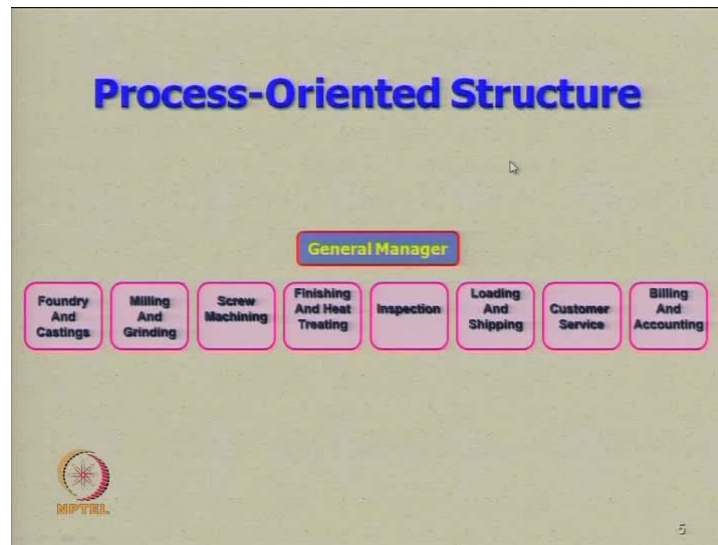 Process-Oriented Structure
General Manager
Foundry
And
Castings
Milling
And
Grinding
Screw
Machining
Finishing
And Heat
Treating
Inspection
Loading
And
Shipping
Customer
Service
Billing
And
Accounting
NPTEL
5